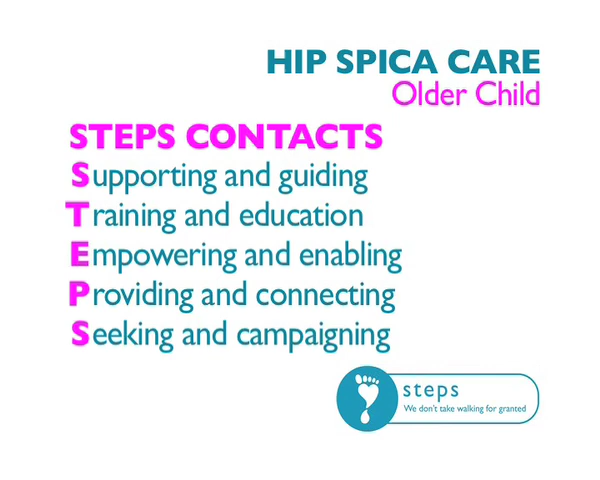 HIP SPICA CARE
Older Child
STEPS CONTACTS
Supporting and guiding
Training and education
Empowering and enabling
Providing and connecting
Seeking and campaigning
steps
We don't take walking for granted